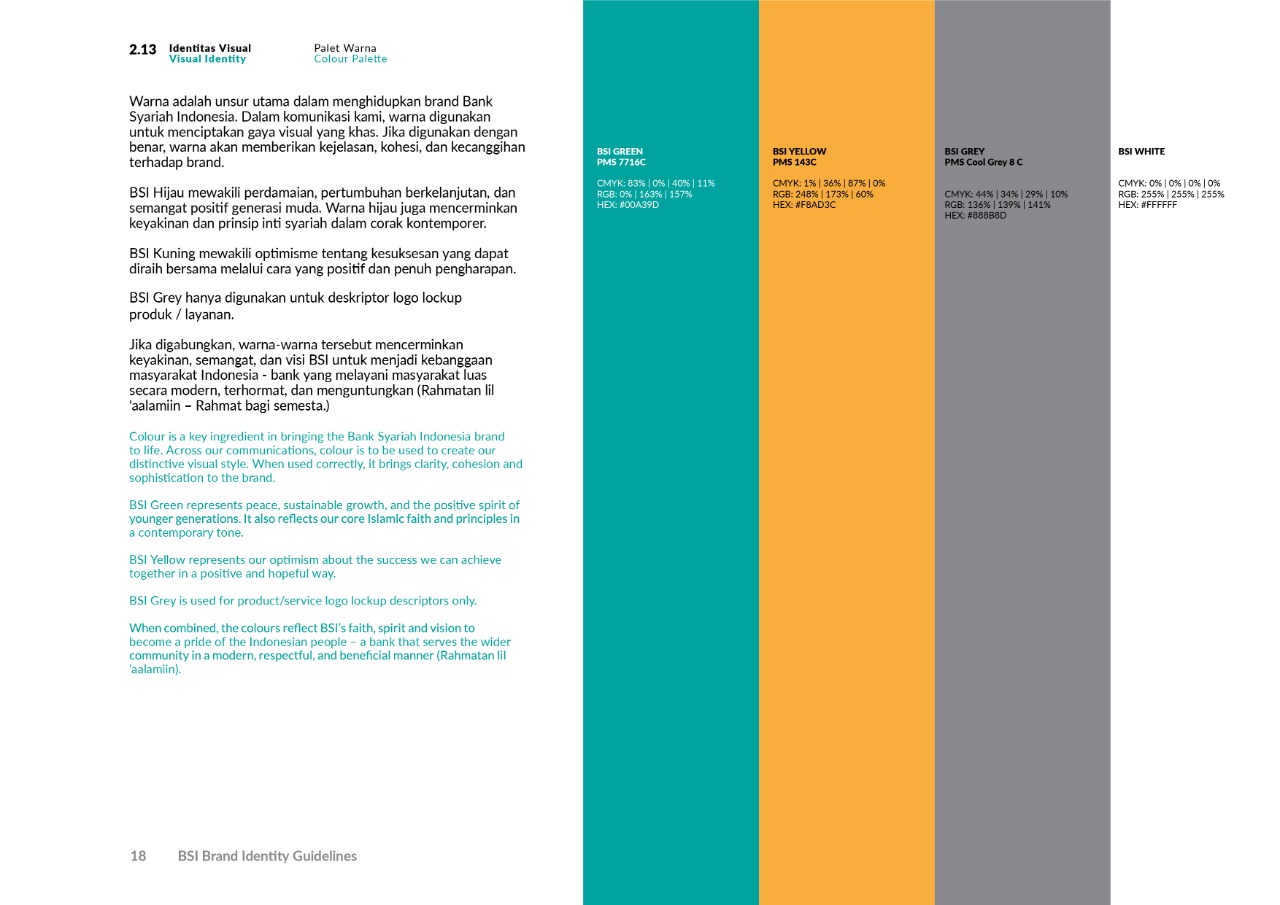 2.13
Identitas Visual
Visual Identity
Palet Warna
Colour Palette
Warna adalah unsur utama dalam menghidupkan brand Bank
Syariah Indonesia. Dalam komunikasi kami, warna digunakan
untuk menciptakan gaya visual yang khas. Jika digunakan dengan
benar, warna akan memberikan kejelasan, kohesi, dan kecanggihan
terhadap brand.
BSI Hijau mewakili perdamaian, pertumbuhan berkelanjutan, dan
semangat positif generasi muda. Warna hijau juga mencerminkan
keyakinan dan prinsip inti syariah dalam corak kontemporer.
BSI Kuning mewakili optimisme tentang kesuksesan yang dapat
diraih bersama melalui cara yang positif dan penuh pengharapan.
BSI Grey hanya digunakan untuk deskriptor logo lockup
produk / layanan.
Jika digabungkan, warna-warna tersebut mencerminkan
keyakinan, semangat, dan visi BSI untuk menjadi kebanggaan
masyarakat Indonesia - bank yang melayani masyarakat luas
secara modern, terhormat, dan menguntungkan (Rahmatan lil
'aalamiin – Rahmat bagi semesta.)
Colour is a key ingredient in bringing the Bank Syariah Indonesia brand
to life. Across our communications, colour is to be used to create our
distinctive visual style. When used correctly, it brings clarity, cohesion and
sophistication to the brand.
BSI Green represents peace, sustainable growth, and the positive spirit of
younger generations. It also reflects our core Islamic faith and principles in
a contemporary tone.
BSI Yellow represents our optimism about the success we can achieve
together in a positive and hopeful way.
BSI Grey is used for product/service logo lockup descriptors only.
When combined, the colours reflect BSI's faith, spirit and vision to
become a pride of the Indonesian people – a bank that serves the wider
community in a modern, respectful, and beneficial manner (Rahmatan lil
'aalamiin).
18 BSI Brand Identity Guidelines
BSI GREEN
PMS 7716C
CMYK: 83% | 0% | 40% | 11%
RGB: 0% | 163% | 157%
HEX: #00A39D
BSI YELLOW
PMS 143C
CMYK: 1% | 36% | 87% | 0%
RGB: 248% | 173% | 60%
HEX: #F8AD3C
BSI GREY
PMS Cool Grey 8 C
CMYK: 44% | 34% | 29% | 10%
RGB: 136% | 139% | 141%
HEX: #888B8D
BSI WHITE
CMYK: 0% | 0% | 0% | 0%
RGB: 255% | 255% | 255%
HEX: #FFFFFF